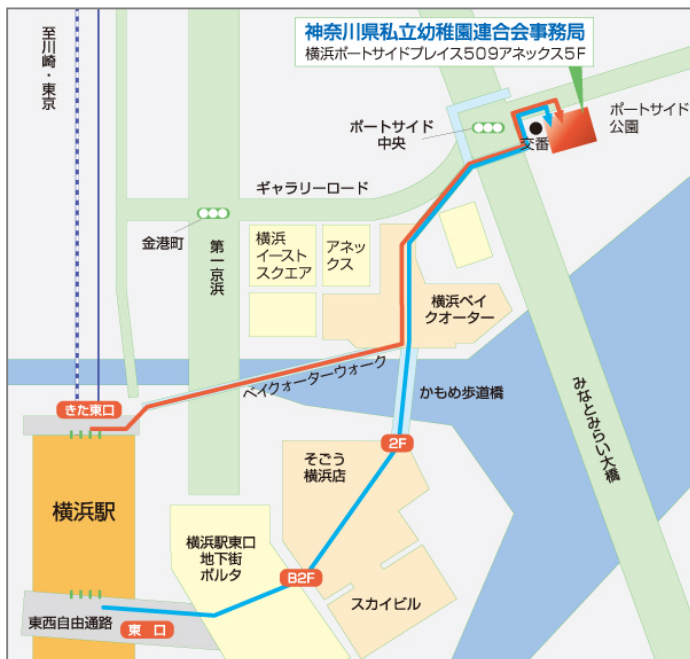 神奈川県私立幼稚園連合会事務局
横浜ポートサイドプレイス509アネックス5F
至川崎・東京
ポートサイド
中央
交番
ポートサイド
公園
ギャラリーロード
金港町
第一京浜
横浜
イースト
スクエア
アネッ
クス
横浜ベイ
クオーター
ベイクォーターウォーク
かもめ歩道橋
みなとみらい大橋
きた東口
2F
そごう
横浜店
横浜駅
横浜駅東口
地下街
ポルタ
B2F
スカイビル
東西自由通路
東 口